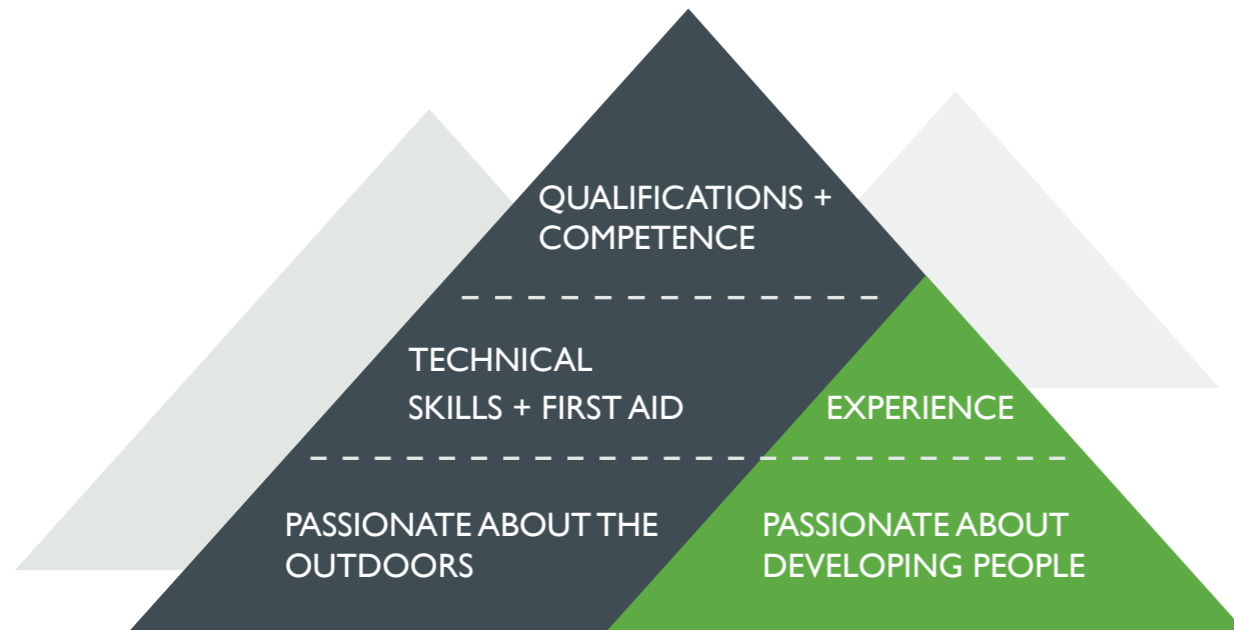 QUALIFICATIONS +
COMPETENCE
TECHNICAL
SKILLS + FIRST AID
EXPERIENCE
PASSIONATE ABOUT THE
OUTDOORS
PASSIONATE ABOUT
DEVELOPING PEOPLE